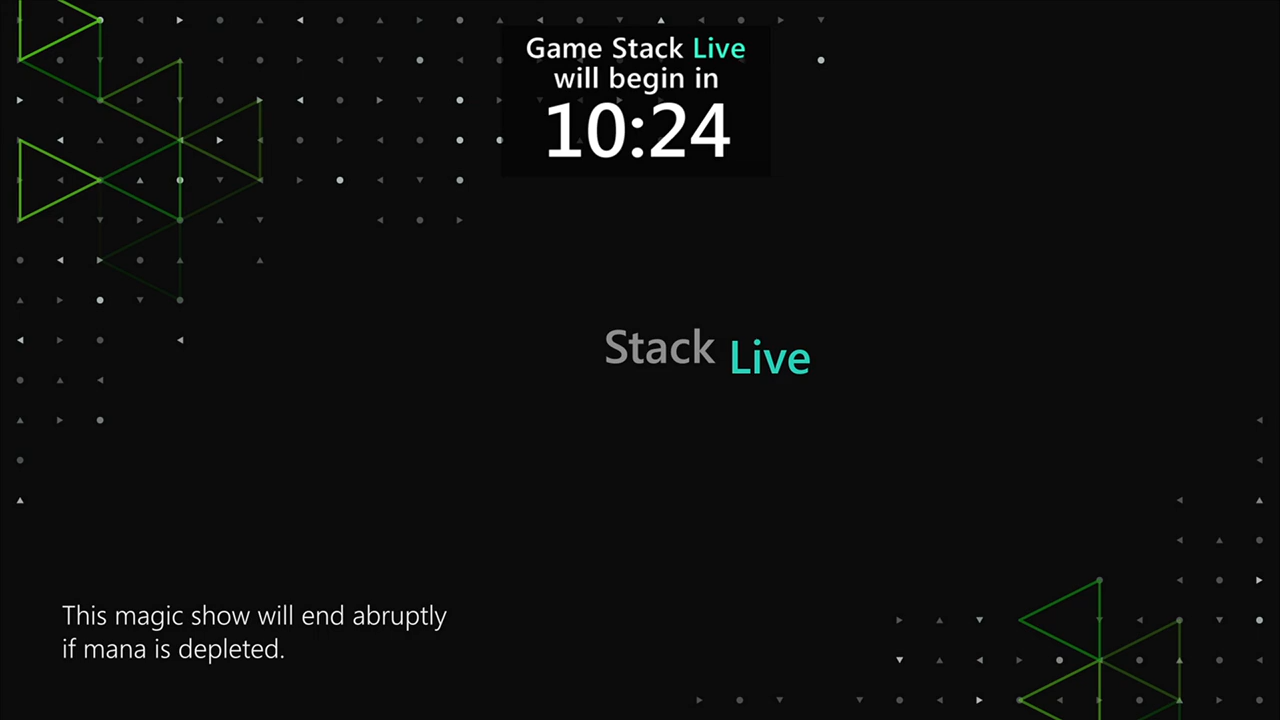 Game Stack Live
will begin in
10:24
Stack Live
This magic show will end abruptly
if mana is depleted.